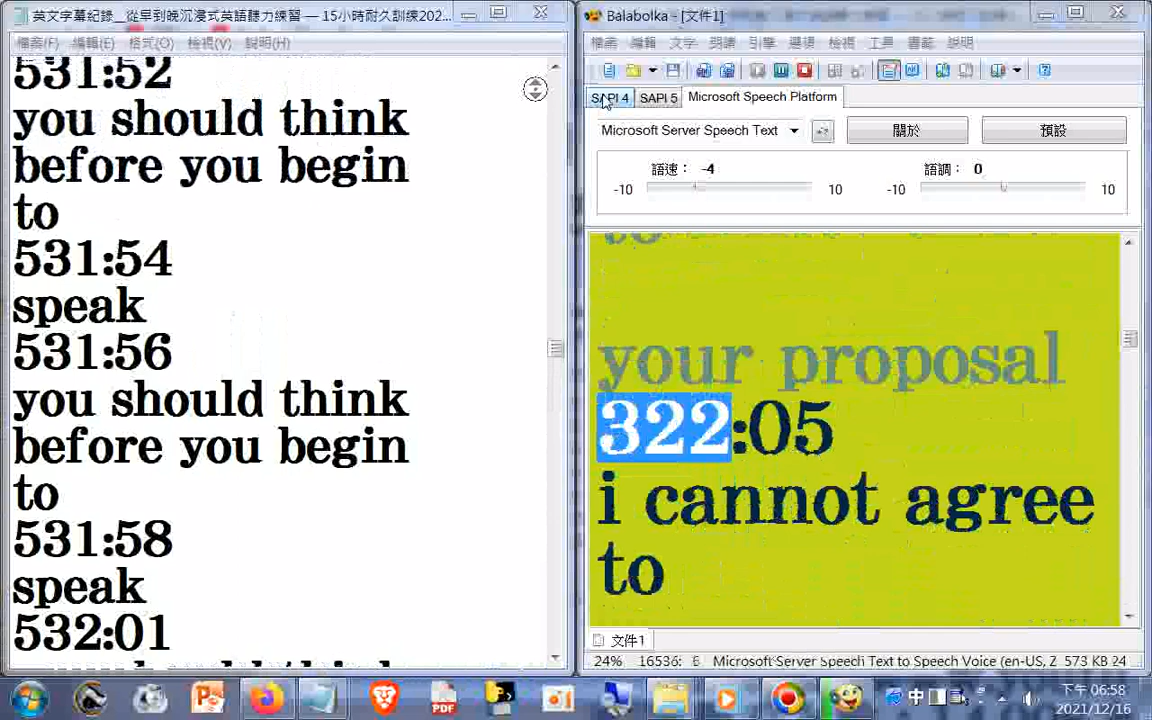 英文字幕紀錄__從早到晚沉浸式英語聽力練習 — 15小時耐久訓練202...
檔案(F) 編輯(E) 格式(O) 檢視(V) 說明(H)
531:52
you should think
before you begin
to
531:54
speak
531:56
you should think
before you begin
to
531:58
speak
532:01
Balabolka - [文件1]
檔案 編輯 文字 朗讀 引擎 選項 檢視 工具 書籤 說明
SAPI 4 SAPI 5 Microsoft Speech Platform
Microsoft Server Speech Text
關於
預設
語速： -4
-10 10
語調： 0
-10 10
your proposal
322:05
i cannot agree
to
文件1
24% 16536: Microsoft Server Speech Text to Speech Voice (en-US, Z 573 KB 24
PDF
中
下午 06:58
2021/12/16